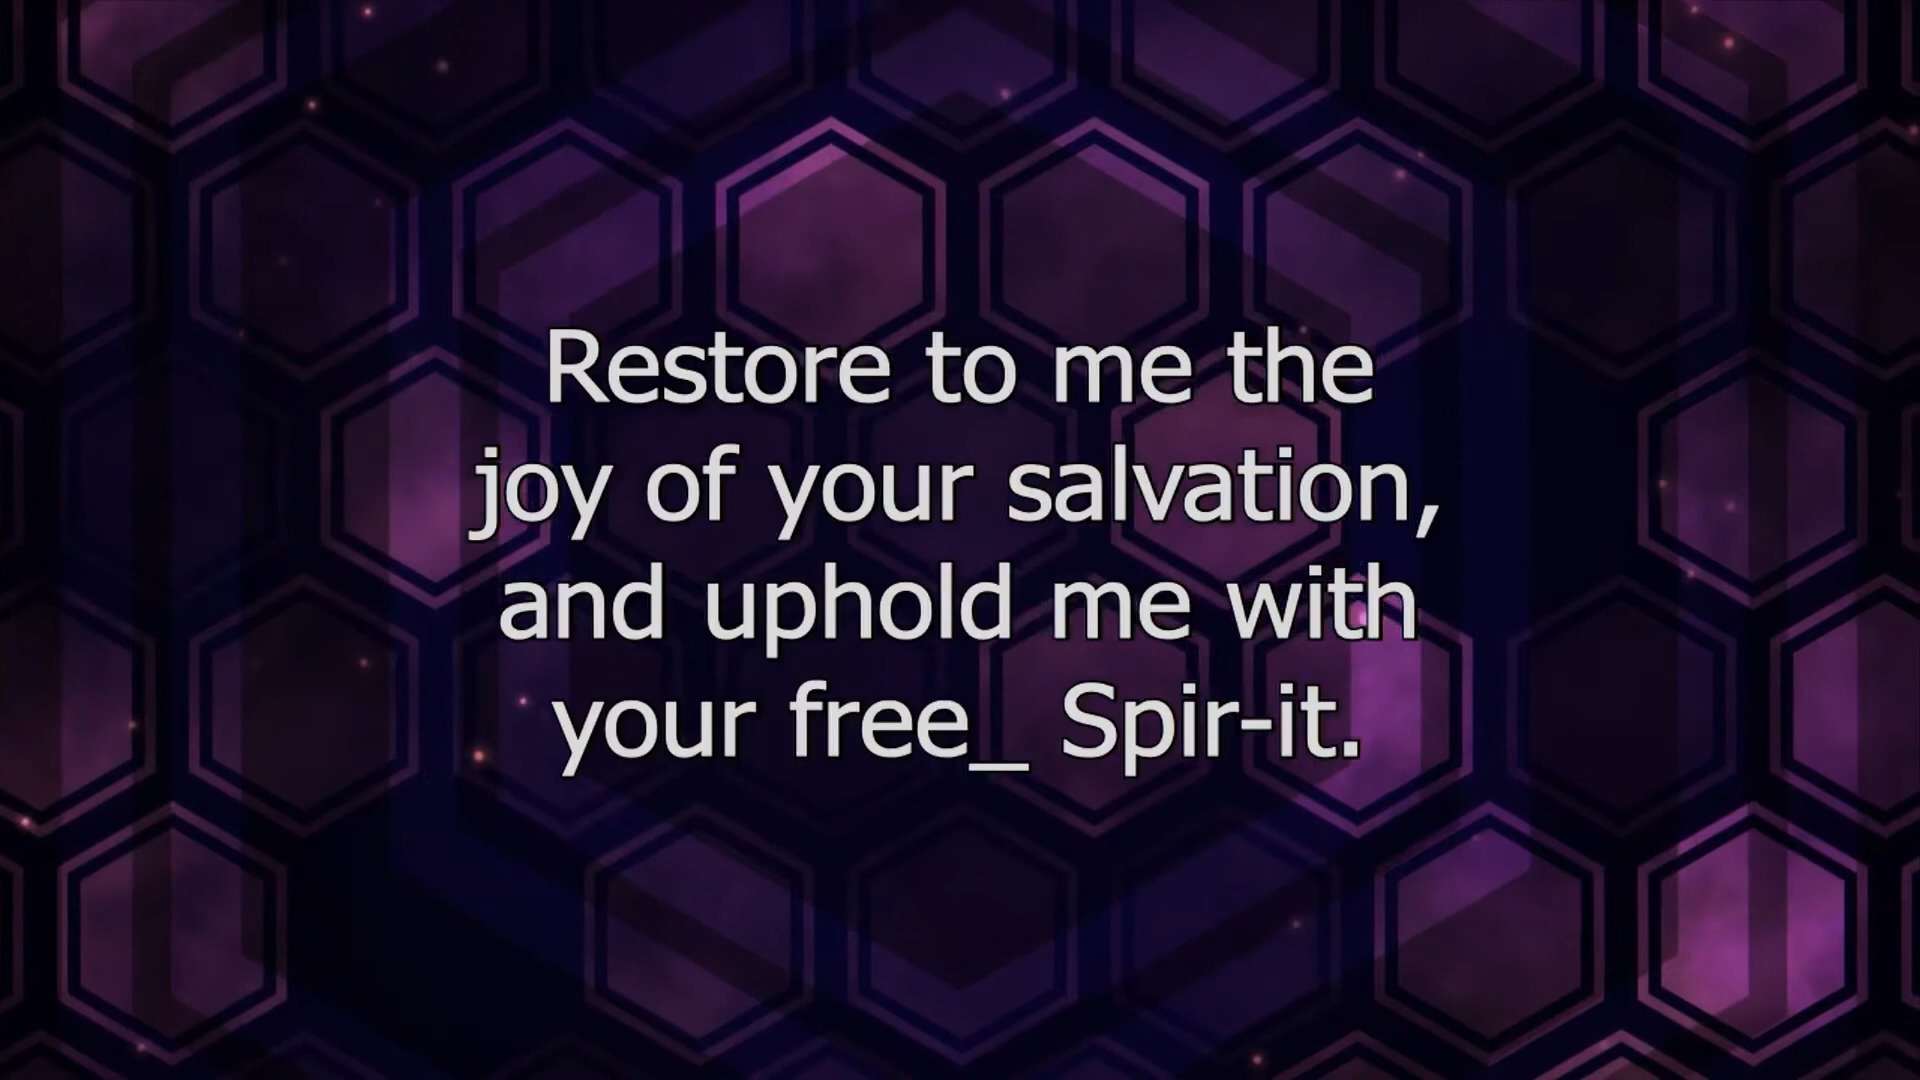 Restore to me the
joy of your salvation,
and uphold me with
your free_ Spir-it.